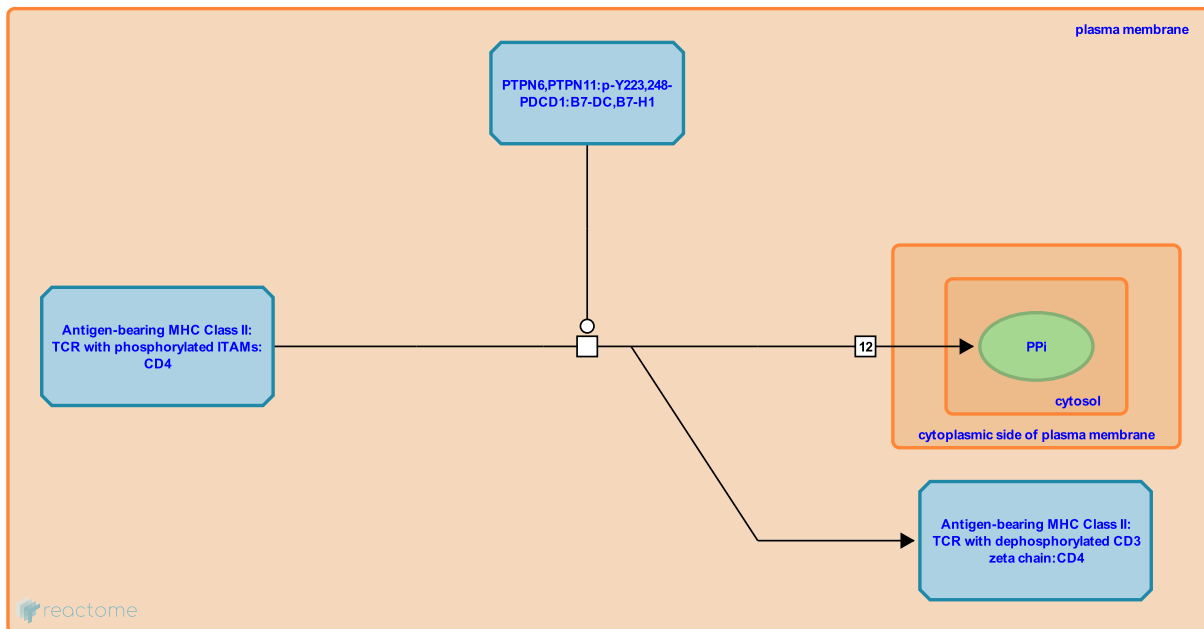 plasma membrane
PTPN6,PTPN11:p-Y223,248-
PDCD1:B7-DC,B7-H1
Antigen-bearing MHC Class II:
TCR with phosphorylated ITAMs:
CD4
12
PPi
cytosol
cytoplasmic side of plasma membrane
Antigen-bearing MHC Class II:
TCR with dephosphorylated CD3
zeta chain:CD4
reactome